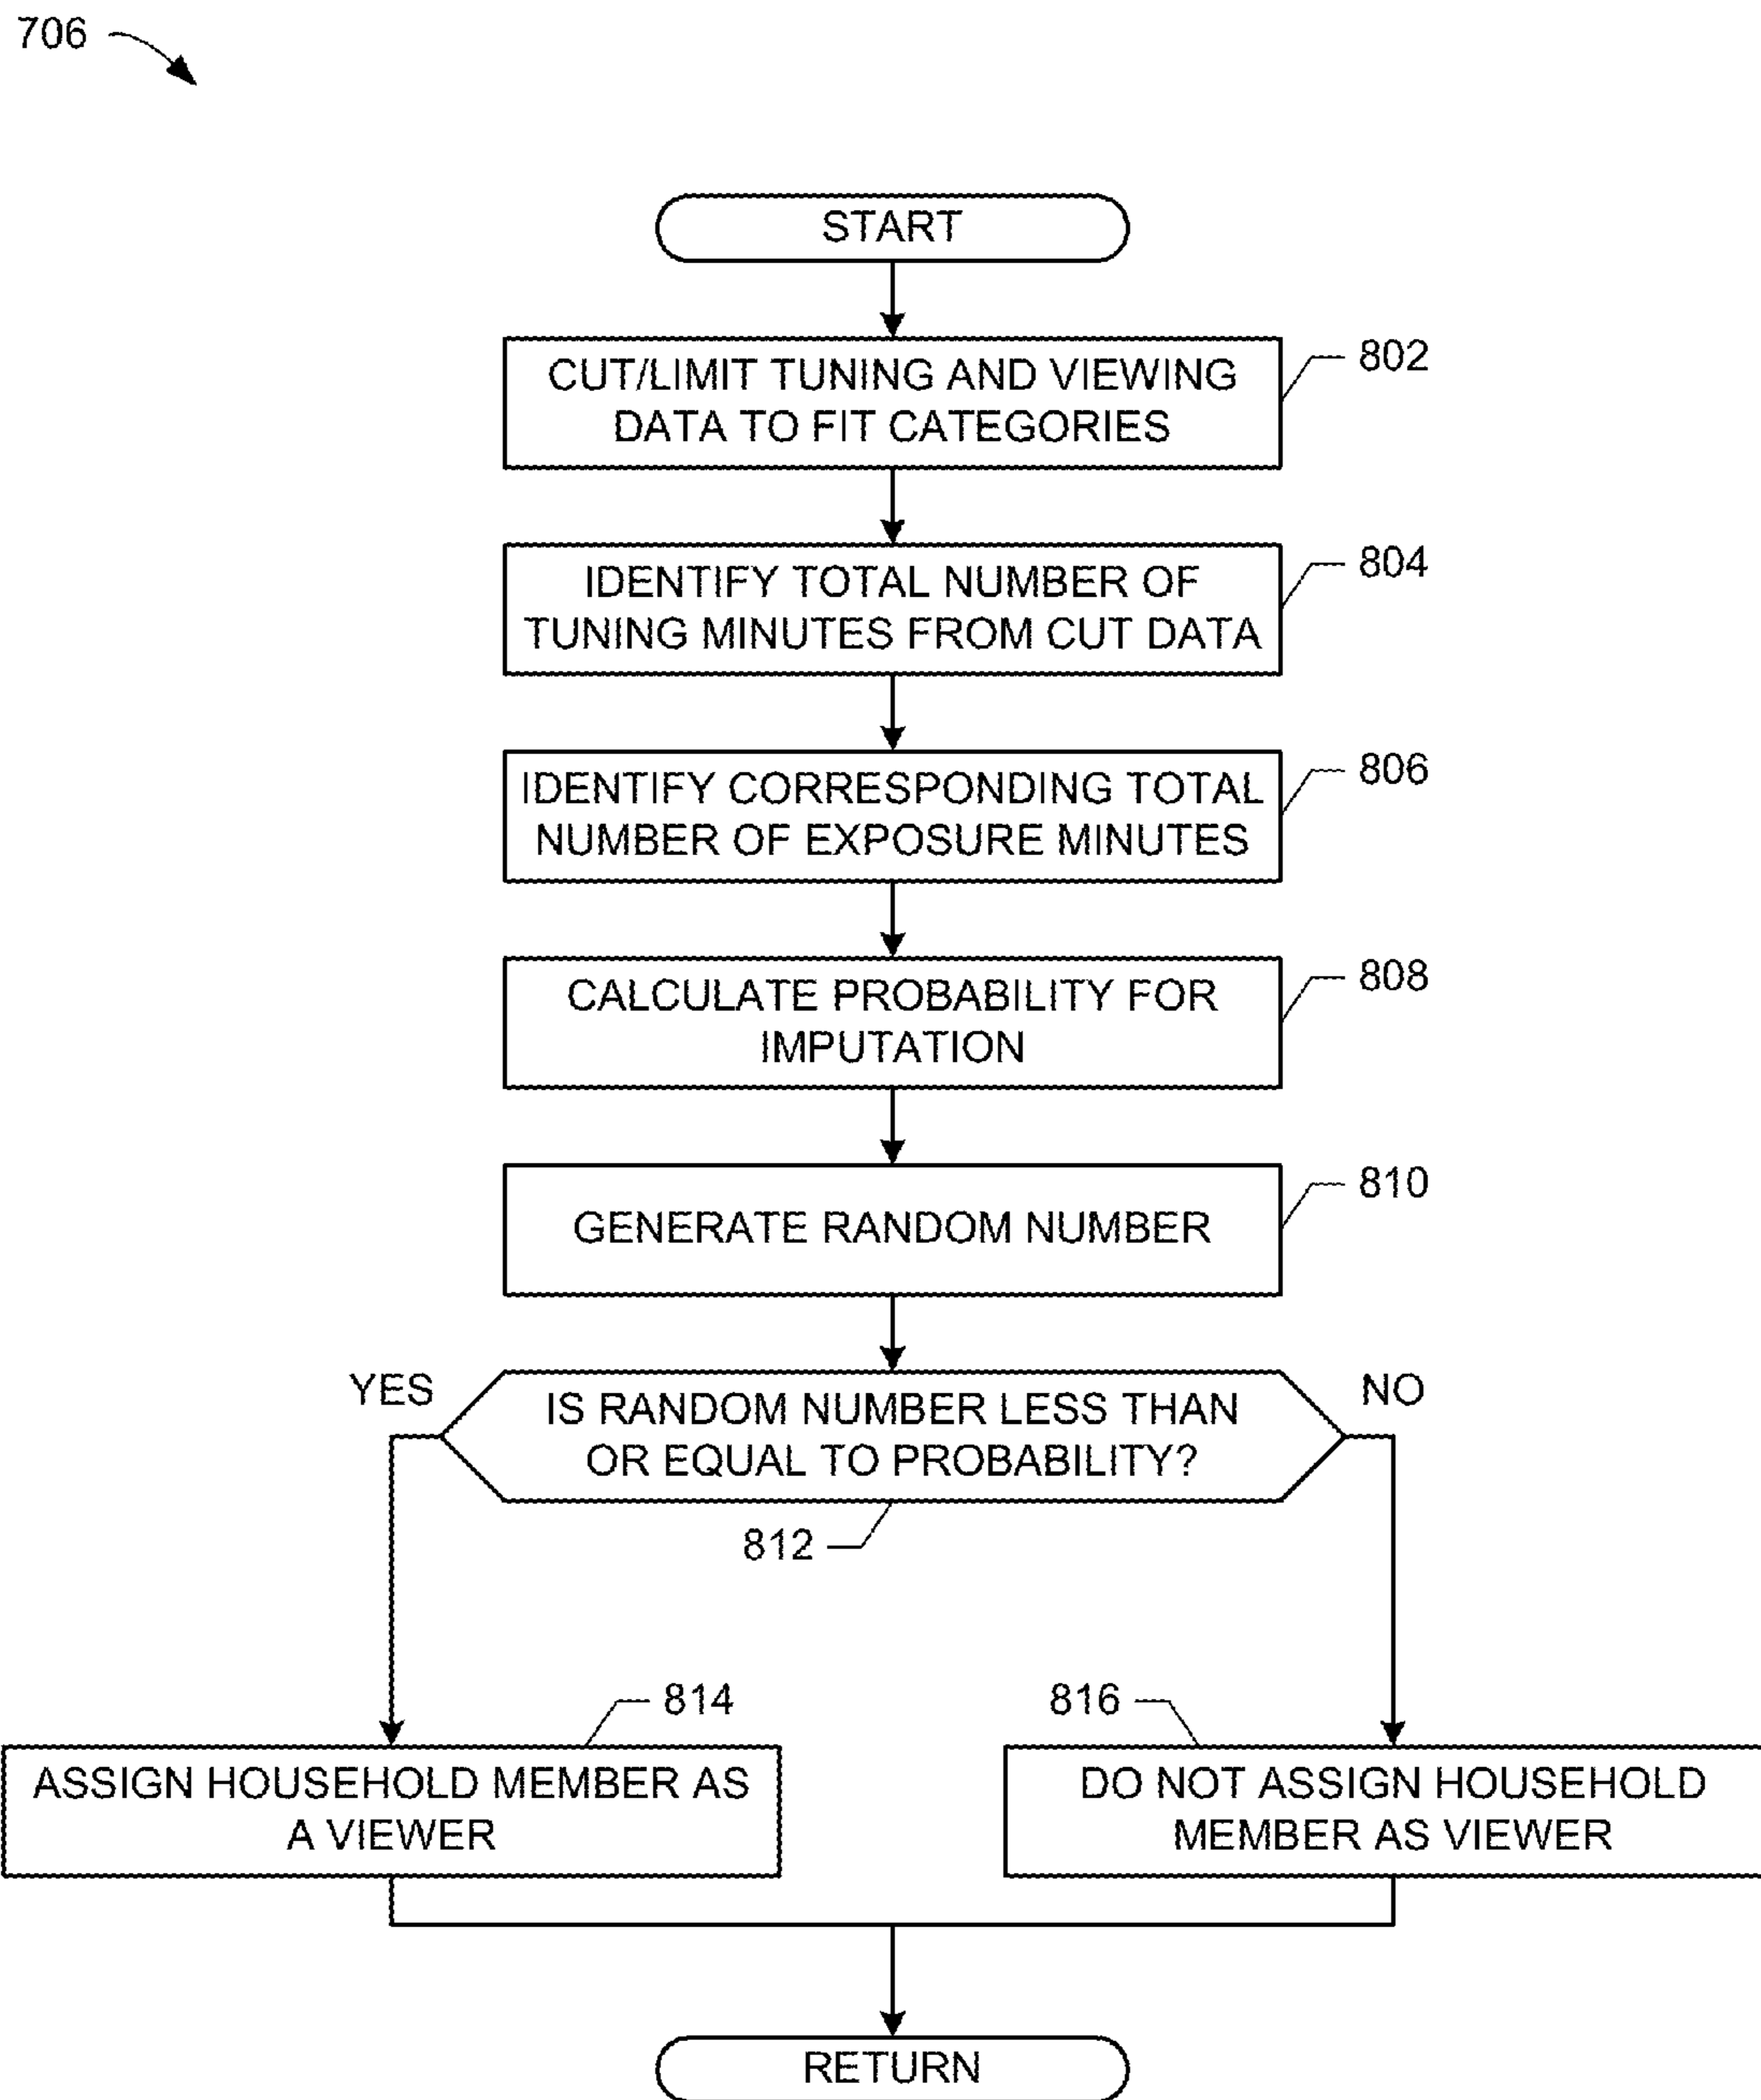 706
START
CUT/LIMIT TUNING AND VIEWING
DATA TO FIT CATEGORIES
802
IDENTIFY TOTAL NUMBER OF
TUNING MINUTES FROM CUT DATA
804
IDENTIFY CORRESPONDING TOTAL
NUMBER OF EXPOSURE MINUTES
806
CALCULATE PROBABILITY FOR
IMPUTATION
808
GENERATE RANDOM NUMBER
810
YES
IS RANDOM NUMBER LESS THAN
OR EQUAL TO PROBABILITY?
NO
812
814
816
ASSIGN HOUSEHOLD MEMBER AS
A VIEWER
DO NOT ASSIGN HOUSEHOLD
MEMBER AS VIEWER
RETURN